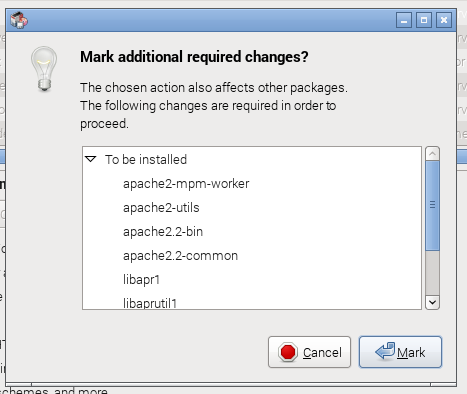 Mark additional required changes?
The chosen action also affects other packages.
The following changes are required in order to
proceed.
To be installed
apache2-mpm-worker
apache2-utils
apache2.2-bin
apache2.2-common
libapr1
libaprutil1
Cancel
Mark
schemes, and more